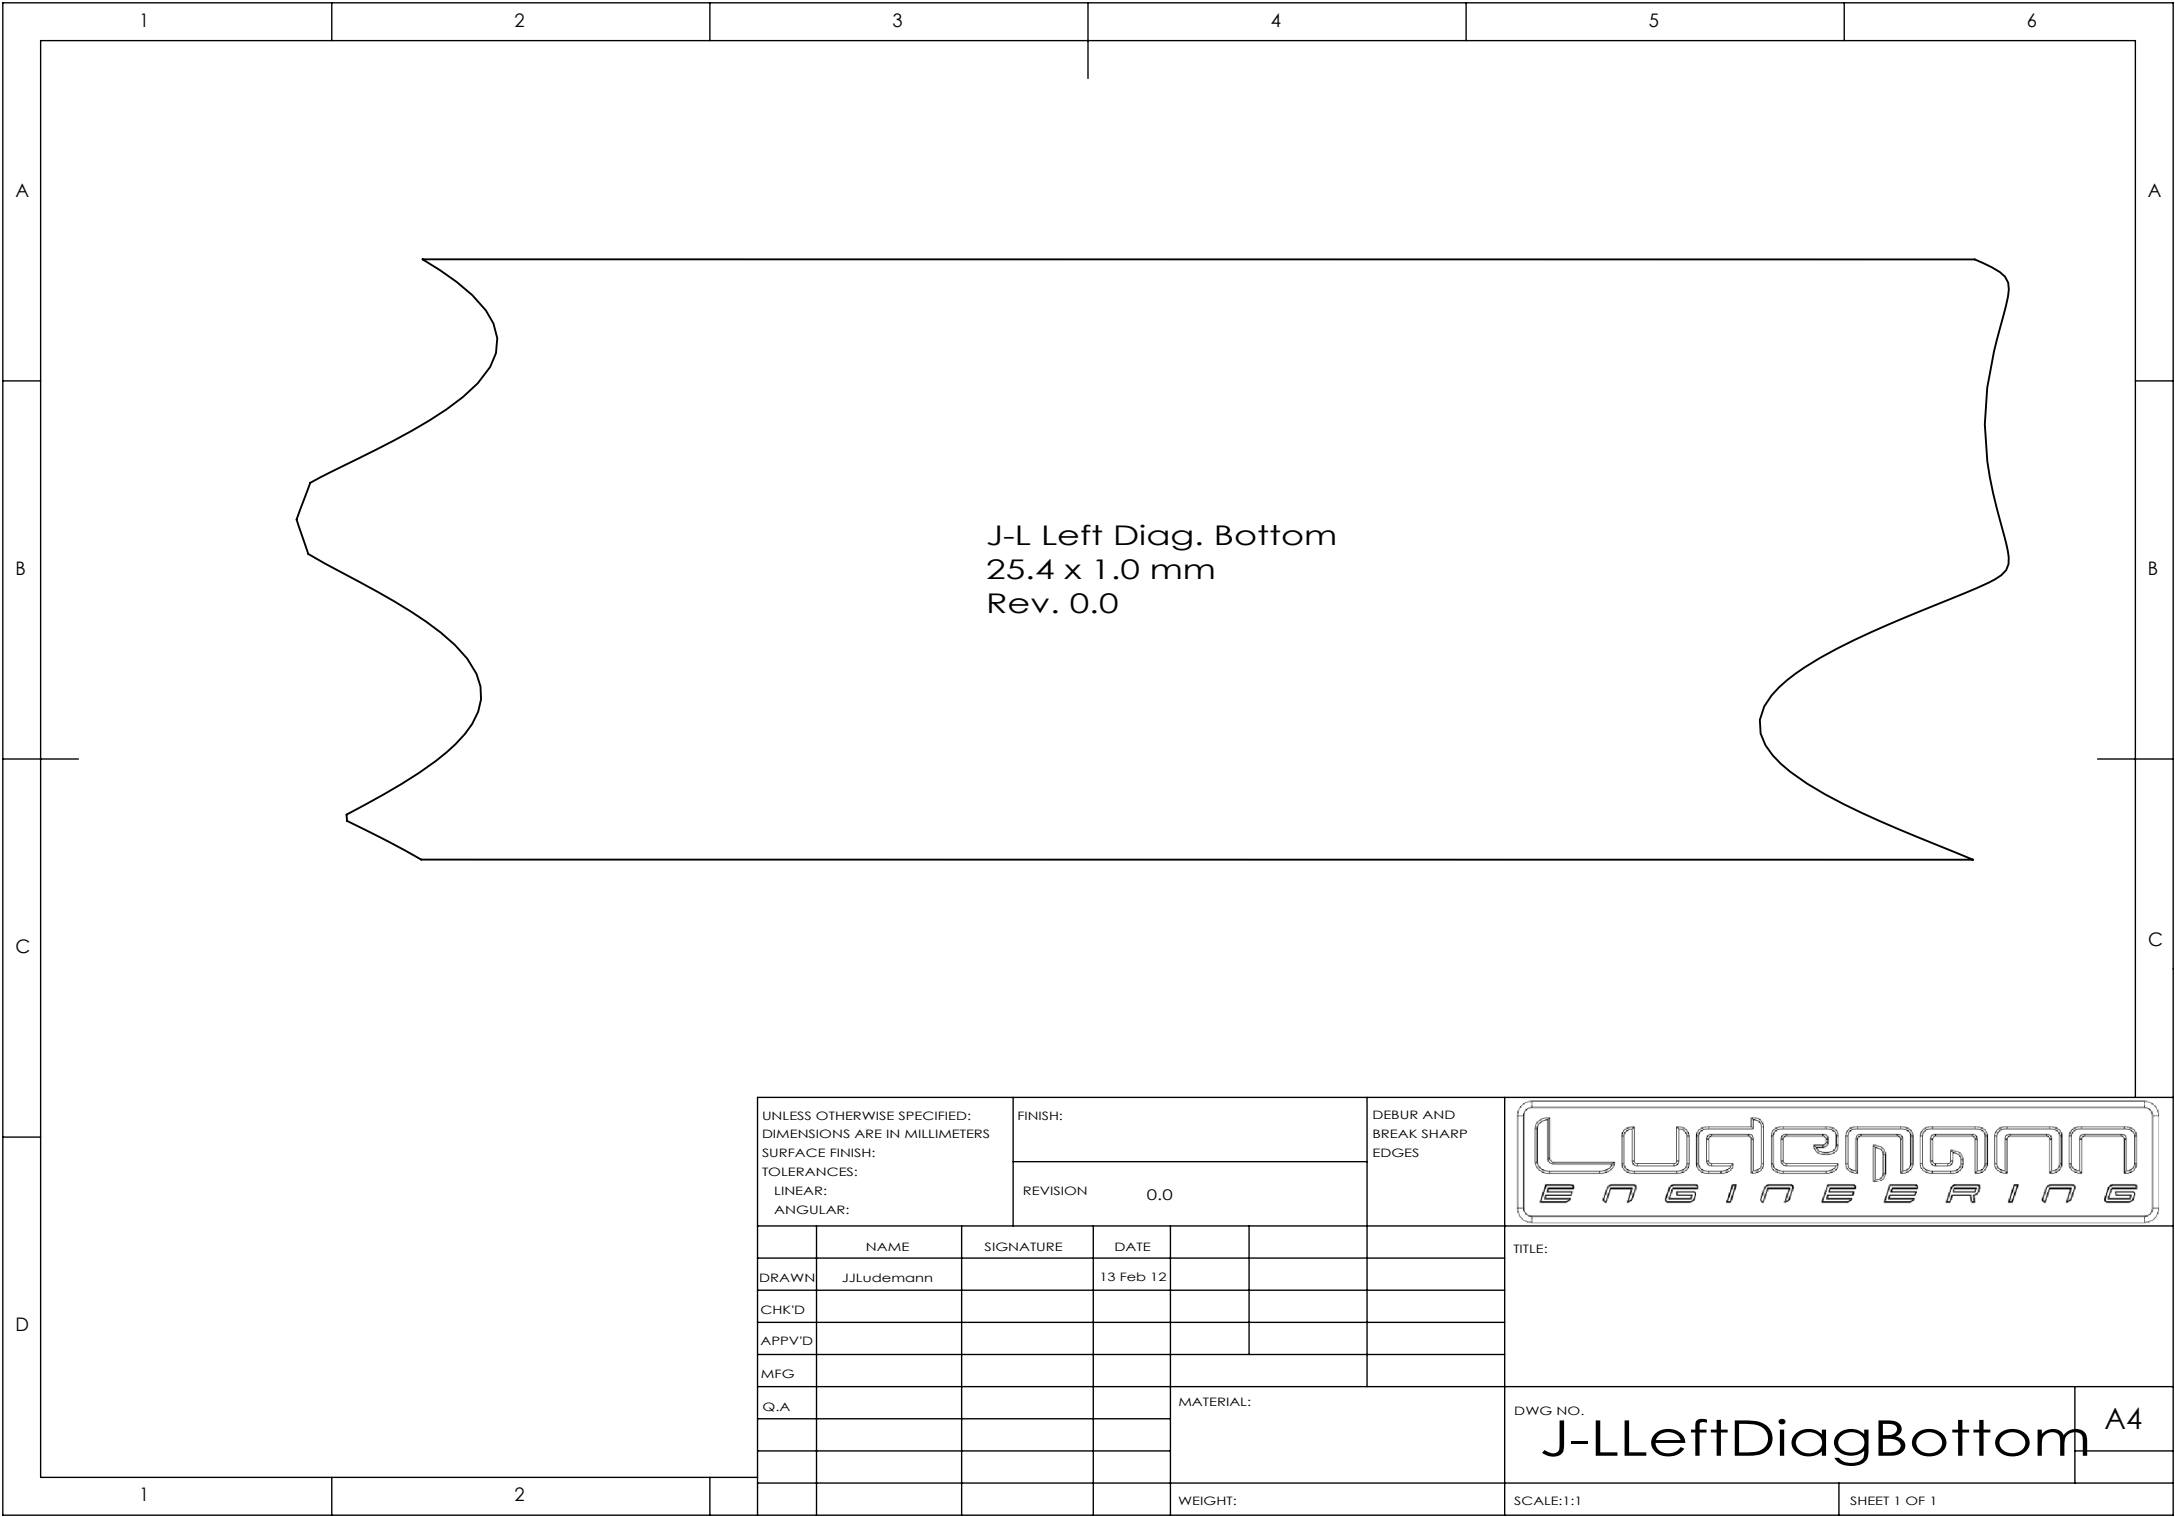 1 2 3 4 5 6
A A
J-L Left Diag. Bottom
25.4 x 1.0 mm
Rev. 0.0
B B
C C
UNLESS OTHERWISE SPECIFIED:
DIMENSIONS ARE IN MILLIMETERS
SURFACE FINISH:
TOLERANCES:
LINEAR:
ANGULAR:
FINISH:
REVISION 0.0
DEBUR AND
BREAK SHARP
EDGES
Ludemann
ENGINEERING
NAME SIGNATURE DATE
DRAWN JJLudemann 13 Feb 12
CHK'D
APPV'D
MFG
Q.A
TITLE:
MATERIAL:
DWG NO.
J-LLeftDiagBottom
A4
D
WEIGHT:
SCALE:1:1
SHEET 1 OF 1
1 2